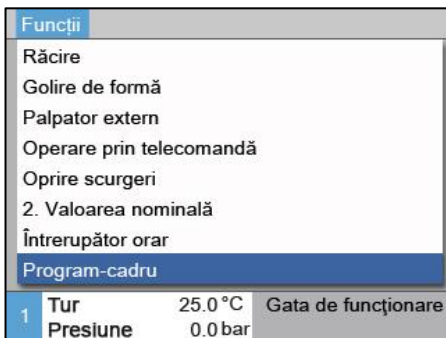 Funcții
Răcire
Golire de formă
Palpator extern
Operare prin telecomandă
Oprire scurgeri
2. Valoarea nominală
Întrerupător orar
Program-cadru
1 Tur 25.0 °C Gata de funcţionare
Presiune 0.0 bar